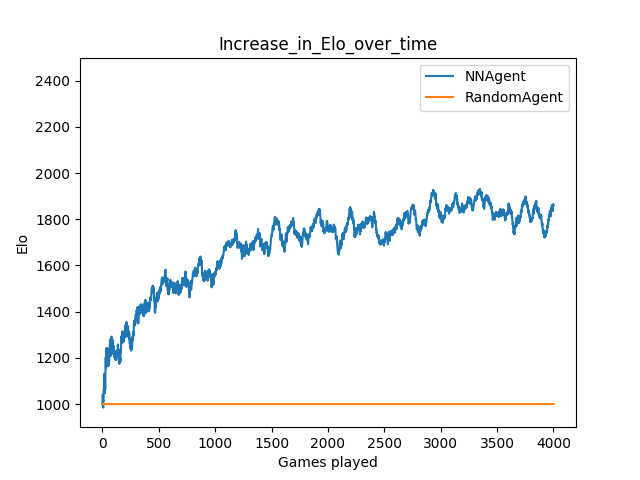 Increase_in_Elo_over_time
NNAgent
RandomAgent
2400
2200
2000
1800
1600
1400
1200
1000
Elo
0 500 1000 1500 2000 2500 3000 3500 4000
Games played